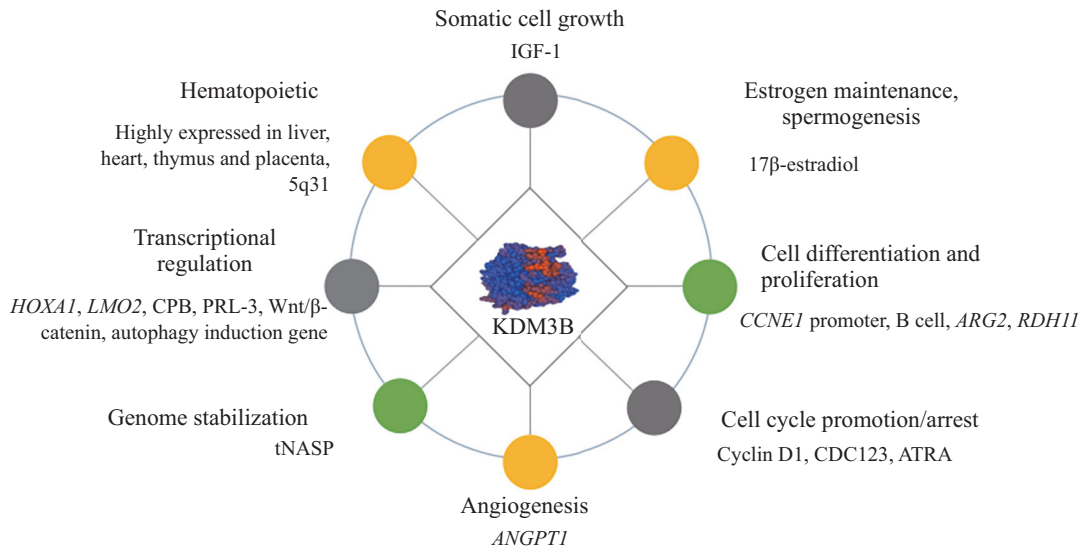 Somatic cell growth
IGF-1
Hematopoietic
Highly expressed in liver,
heart, thymus and placenta,
5q31
Estrogen maintenance,
spermogenesis
17β-estradiol
Transcriptional
regulation
HOXA1, LMO2, CPB, PRL-3, Wnt/β-
catenin, autophagy induction gene
KDM3B
Cell differentiation and
proliferation
CCNE1 promoter, B cell, ARG2, RDH11
Genome stabilization
tNASP
Cell cycle promotion/arrest
Cyclin D1, CDC123, ATRA
Angiogenesis
ANGPT1